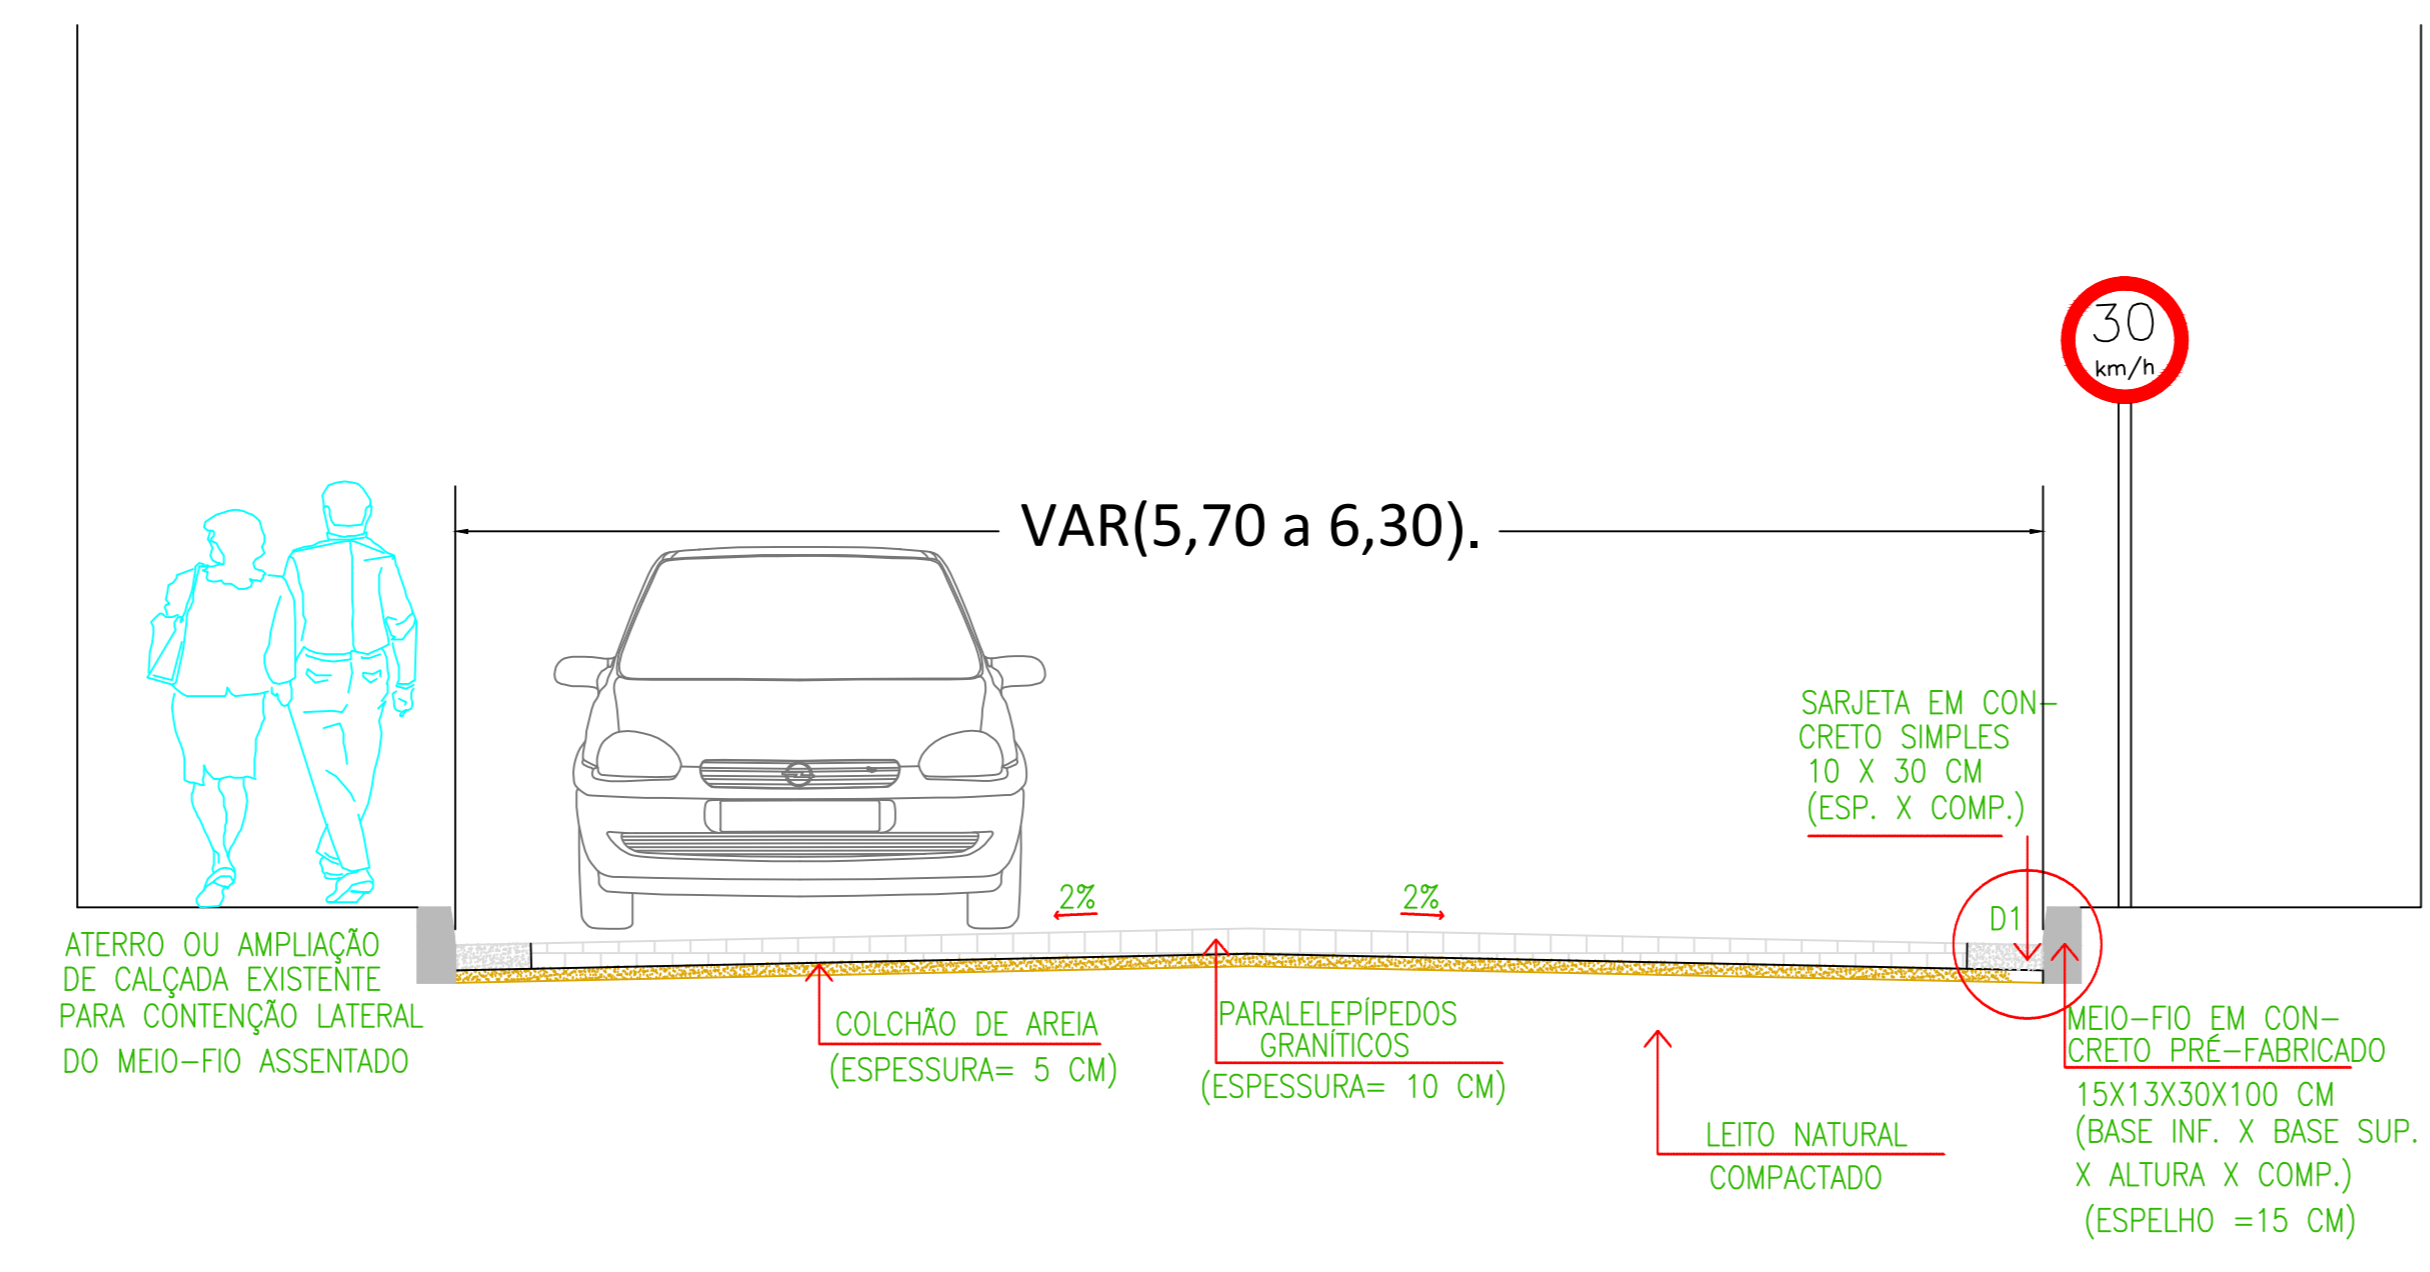 30
km/h
VAR(5,70 a 6,30).
SARJETA EM CON-
CRETO SIMPLES
10 X 30 CM
(ESP. X COMP.)
2%
2%
D1
ATERRO OU AMPLIAÇÃO
DE CALÇADA EXISTENTE
PARA CONTENÇÃO LATERAL
DO MEIO-FIO ASSENTADO
COLCHÃO DE AREIA
(ESPESSURA= 5 CM)
PARALELEPÍPEDOS
GRANÍTICOS
(ESPESSURA= 10 CM)
LEITO NATURAL
COMPACTADO
MEIO-FIO EM CON-
CRETO PRÉ-FABRICADO
15X13X30X100 CM
(BASE INF. X BASE SUP.
X ALTURA X COMP.)
(ESPELHO =15 CM)